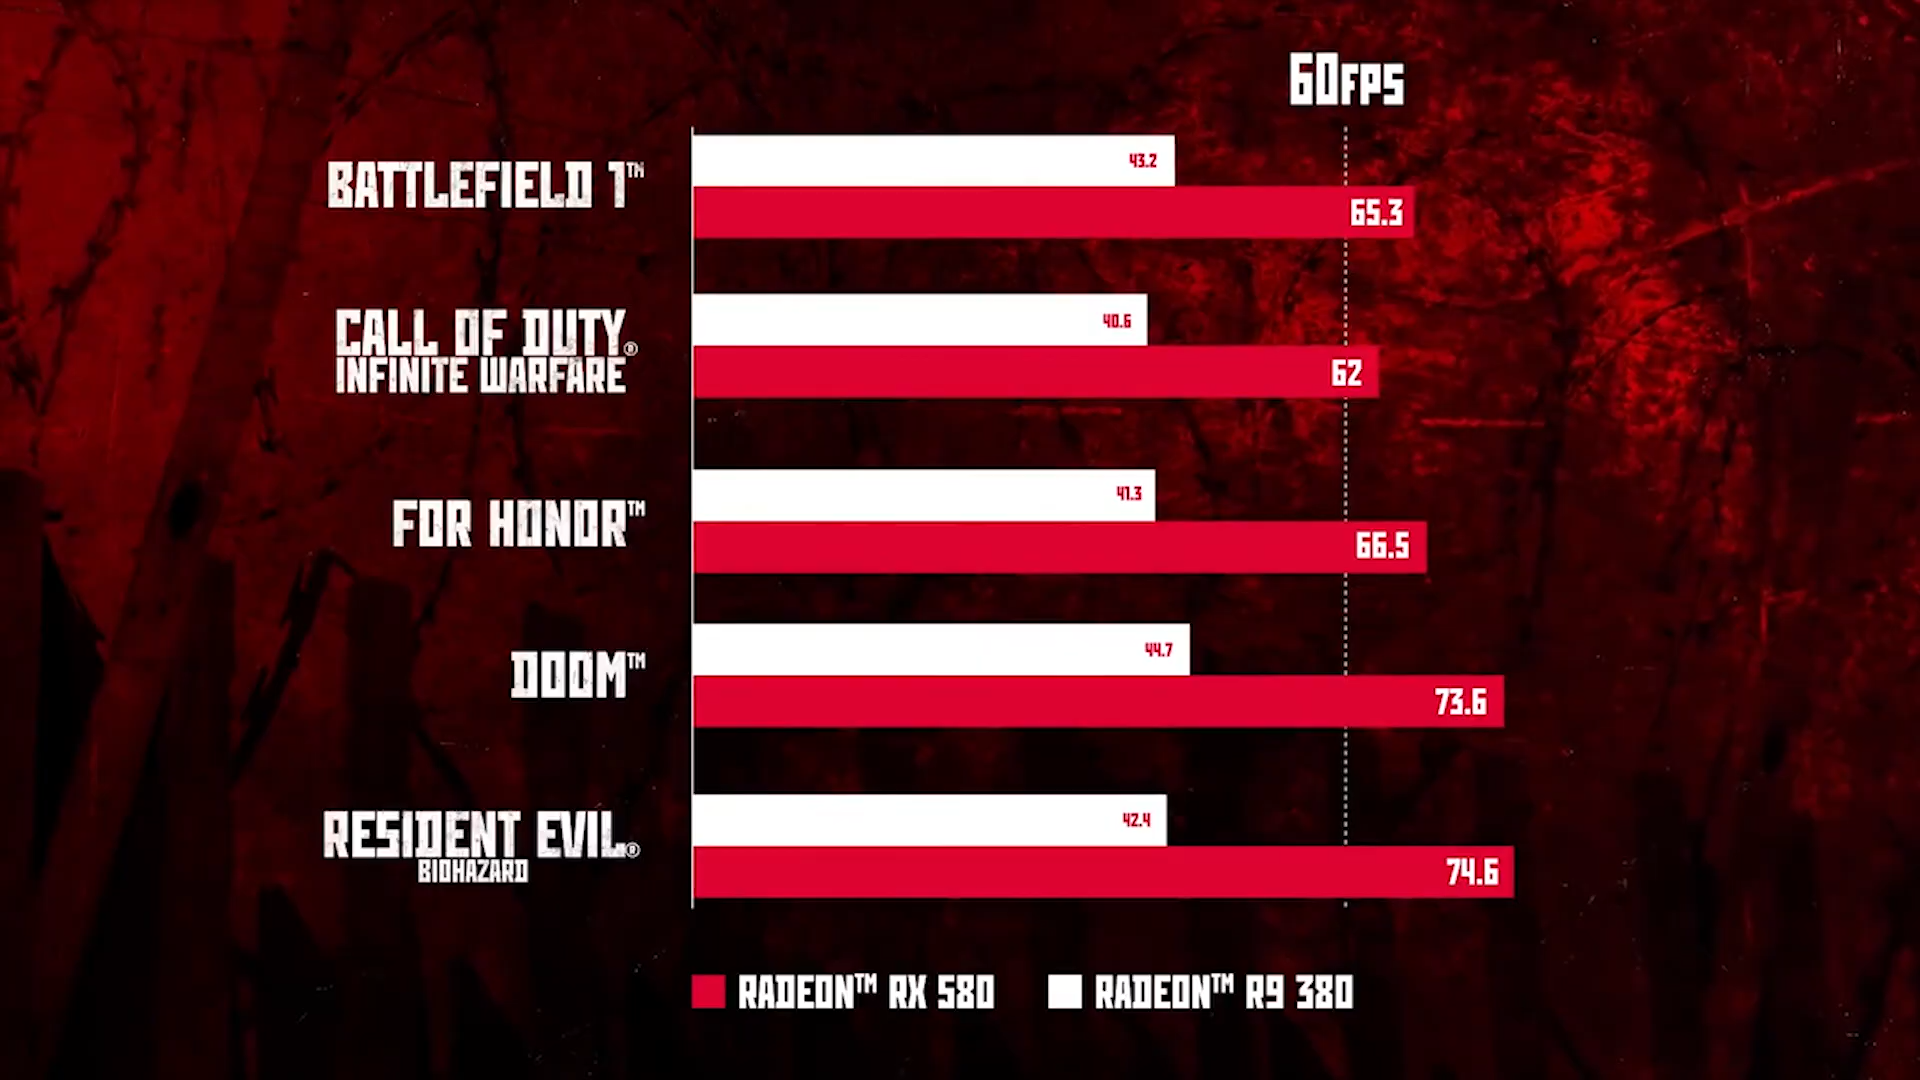 60FPS
BATTLEFIELD 1™
43.2
65.3
CALL OF DUTY®
INFINITE WARFARE
40.6
62
FOR HONOR™
41.3
66.5
DOOM™
44.7
73.6
RESIDENT EVIL®
BIOHAZARD
42.4
74.6
RADEON™ RX 580 RADEON™ R9 380